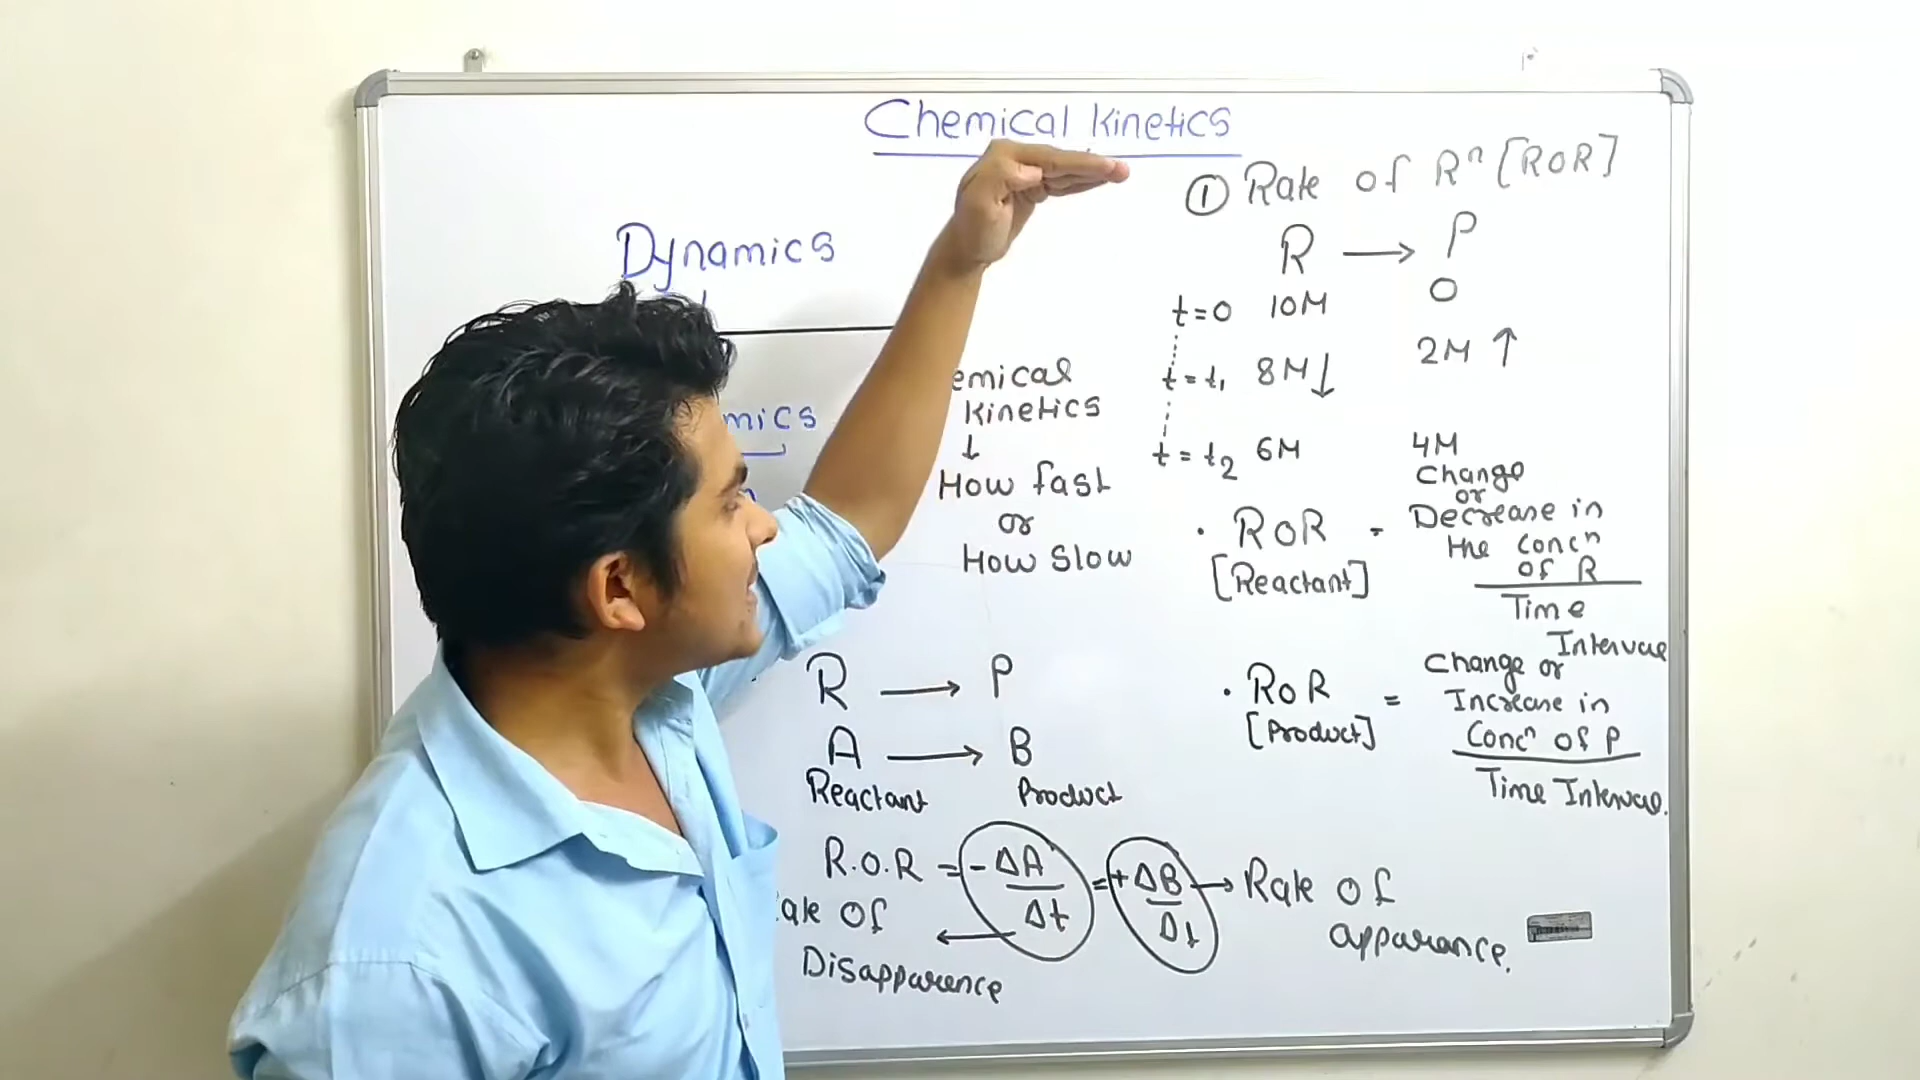 Chemical Kinetics
Dynamics
mics
emical
Kinetics
↓
How fast
or
How Slow
R → P
A → B
Reactant Product
R.O.R = -ΔA/Δt = +ΔB/Δt → Rate Of
apparance.
ate Of ←
Disapparence
① Rate of Rⁿ [ROR]
R → P
t=0 10M 0
t=t₁ 8M↓ 2M ↑
t=t₂ 6M 4M
Change
or
Decrease in
· ROR =
the Concⁿ
of R
[Reactant]
Time
Interval
Change or
· ROR =
Increase in
[Product]
Concⁿ Of P
Time Interval.